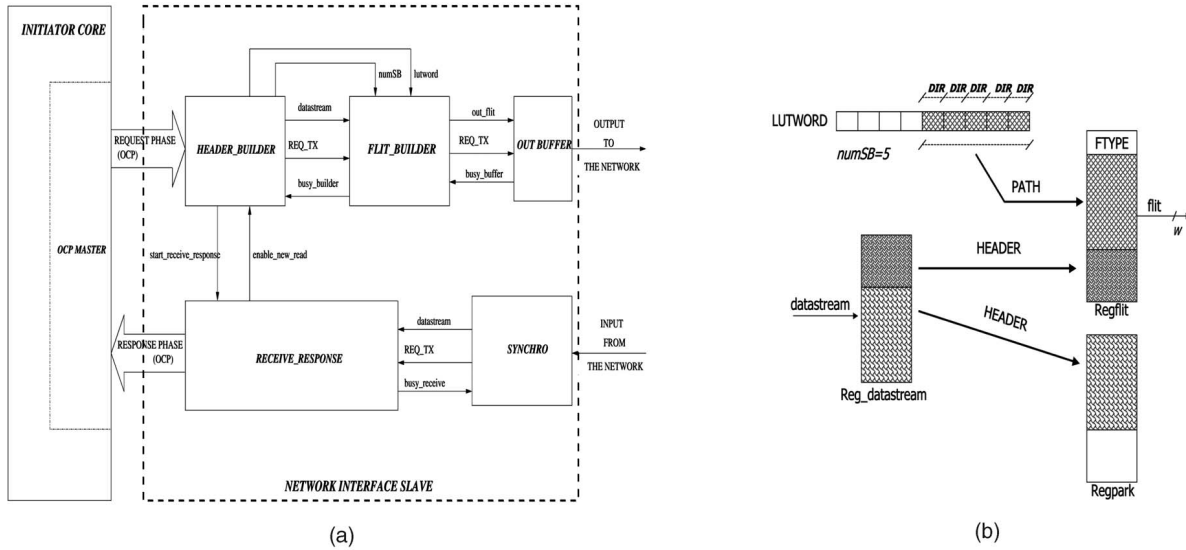 INITIATOR CORE
OCP MASTER
REQUEST PHASE
(OCP)
RESPONSE PHASE
(OCP)
numSB
lutword
HEADER_BUILDER
datastream
REQ_TX
busy_builder
FLIT_BUILDER
out_flit
REQ_TX
busy_buffer
OUT BUFFER
OUTPUT
TO
THE NETWORK
start_receive_response
enable_new_read
RECEIVE_RESPONSE
datastream
REQ_TX
busy_receive
SYNCHRO
INPUT
FROM
THE NETWORK
NETWORK INTERFACE SLAVE
(a)
DIR DIR DIR DIR DIR
LUTWORD
numSB=5
FTYPE
PATH
flit
w
HEADER
Regflit
datastream
HEADER
Reg_datastream
Regpark
(b)